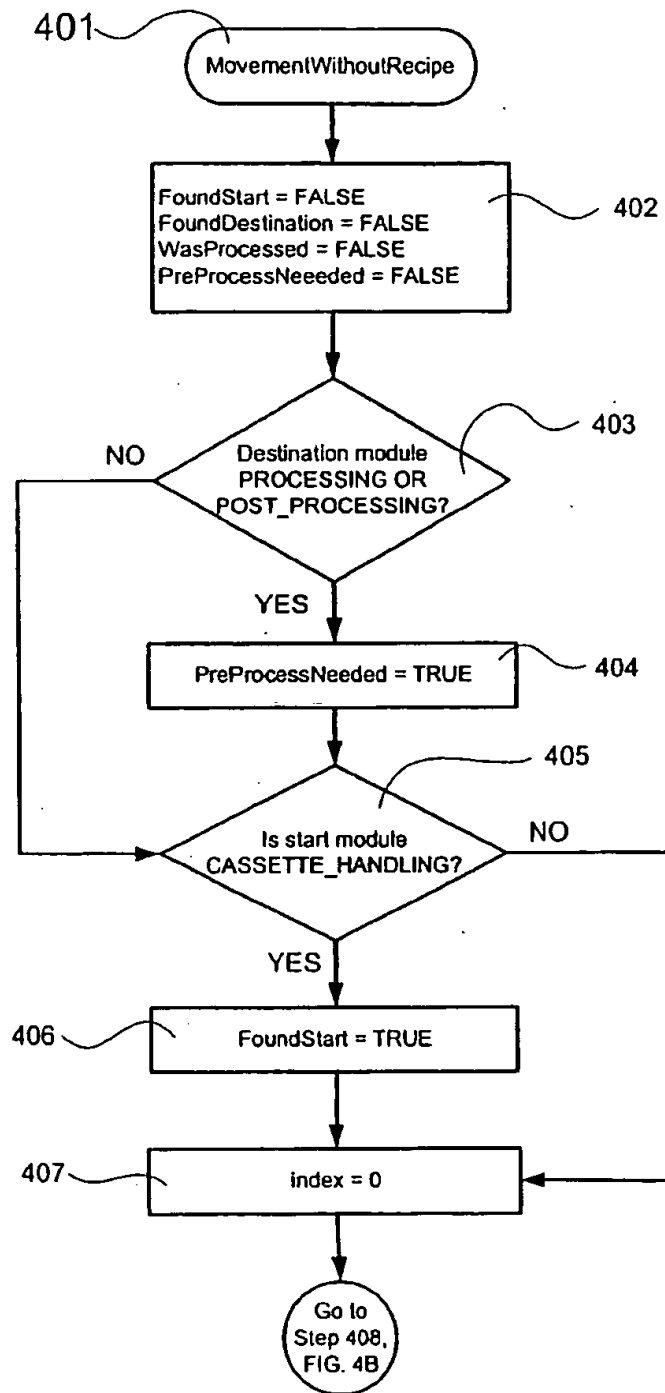 401
MovementWithoutRecipe
FoundStart = FALSE
FoundDestination = FALSE
WasProcessed = FALSE
PreProcessNeeeded = FALSE
402
Destination module
PROCESSING OR
POST_PROCESSING?
403
NO
YES
PreProcessNeeded = TRUE
404
405
Is start module
CASSETTE_HANDLING?
NO
YES
406
FoundStart = TRUE
407
index = 0
Go to
Step 408,
FIG. 4B